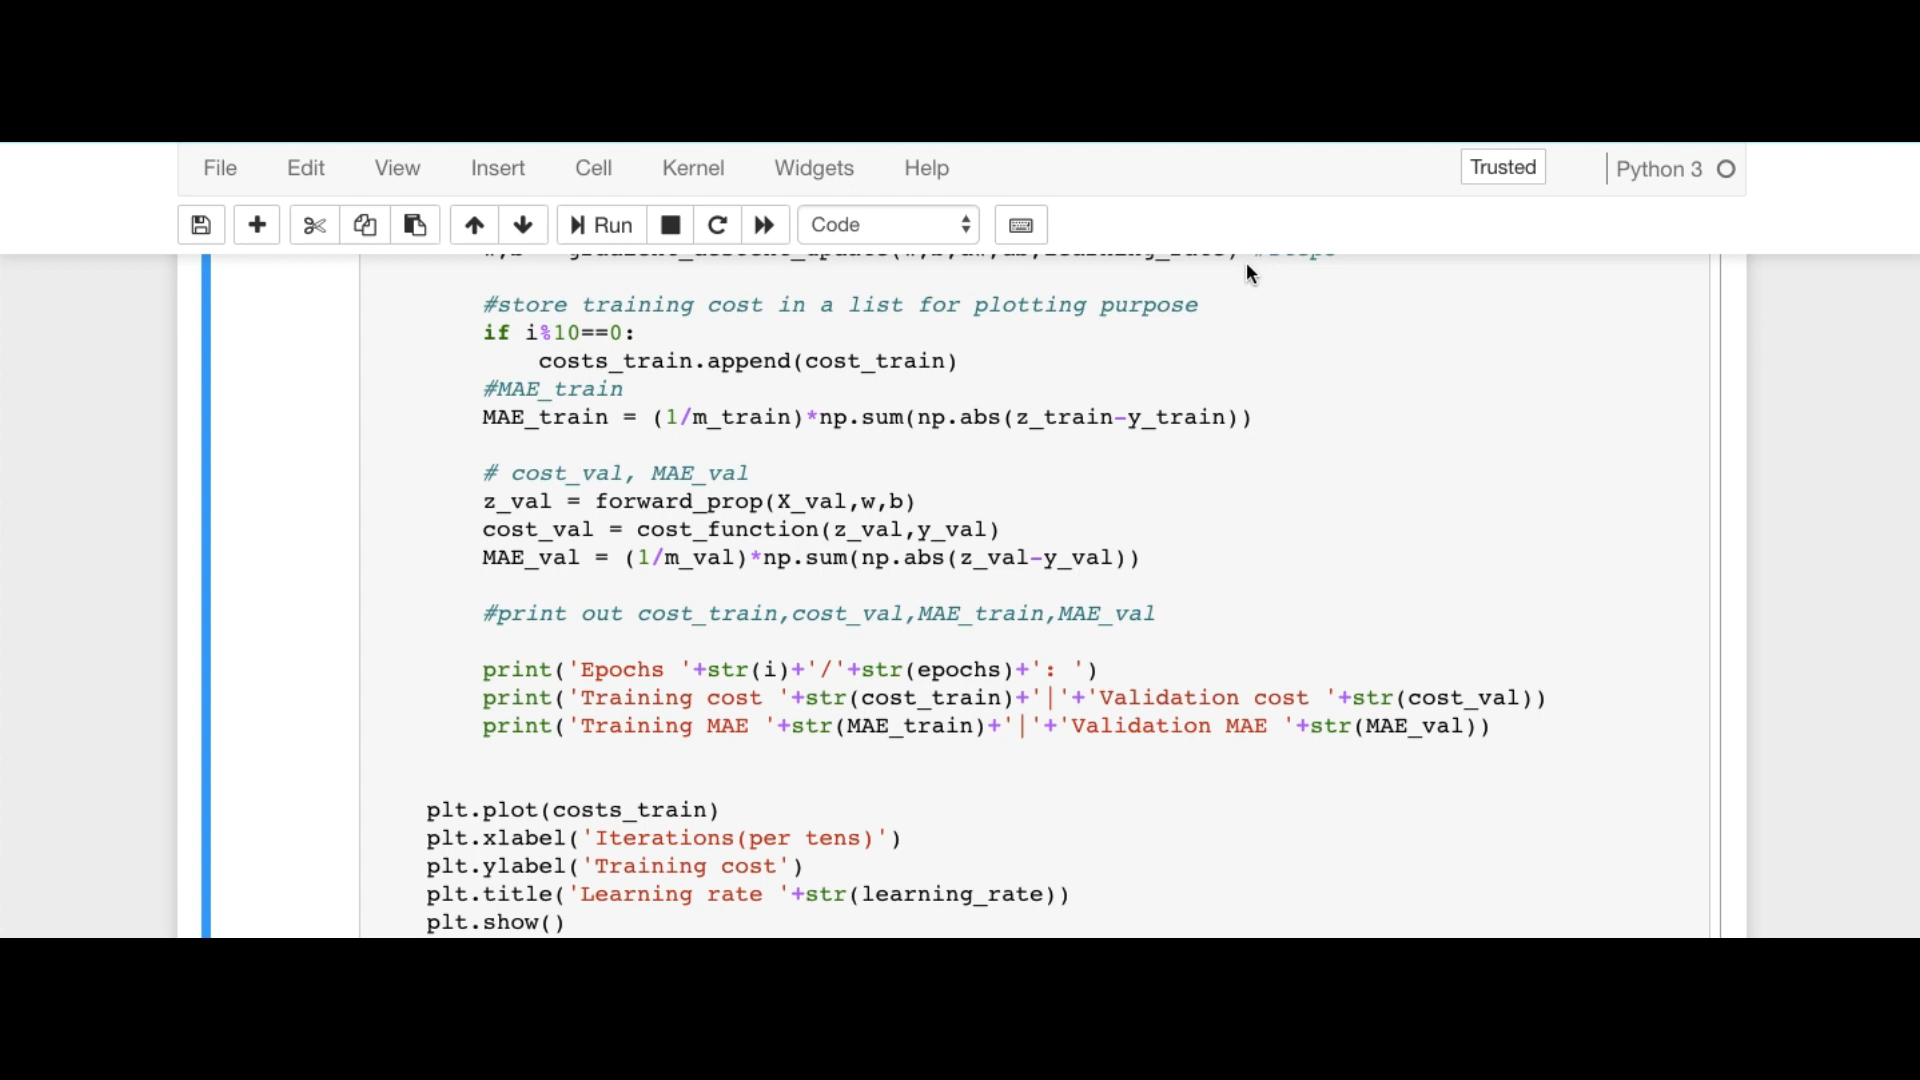 File Edit View Insert Cell Kernel Widgets Help Trusted Python 3
Run Code
#store training cost in a list for plotting purpose
if i%10==0:
costs_train.append(cost_train)
#MAE_train
MAE_train = (1/m_train)*np.sum(np.abs(z_train-y_train))
# cost_val, MAE_val
z_val = forward_prop(X_val,w,b)
cost_val = cost_function(z_val,y_val)
MAE_val = (1/m_val)*np.sum(np.abs(z_val-y_val))
#print out cost_train,cost_val,MAE_train,MAE_val
print('Epochs '+str(i)+'/'+str(epochs)+': ')
print('Training cost '+str(cost_train)+'|'+'Validation cost '+str(cost_val))
print('Training MAE '+str(MAE_train)+'|'+'Validation MAE '+str(MAE_val))
plt.plot(costs_train)
plt.xlabel('Iterations(per tens)')
plt.ylabel('Training cost')
plt.title('Learning rate '+str(learning_rate))
plt.show()